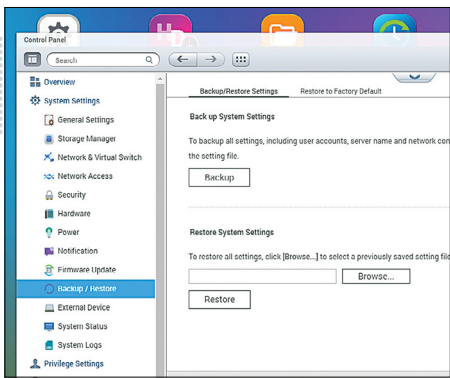 Control Panel
Search
Overview
System Settings
General Settings
Storage Manager
Network & Virtual Switch
Network Access
Security
Hardware
Power
Notification
Firmware Update
Backup / Restore
External Device
System Status
System Logs
Privilege Settings
Backup/Restore Settings Restore to Factory Default
Back up System Settings
To backup all settings, including user accounts, server name and network con
the setting file.
Backup
Restore System Settings
To restore all settings, click [Browse...] to select a previously saved setting file
Browse...
Restore